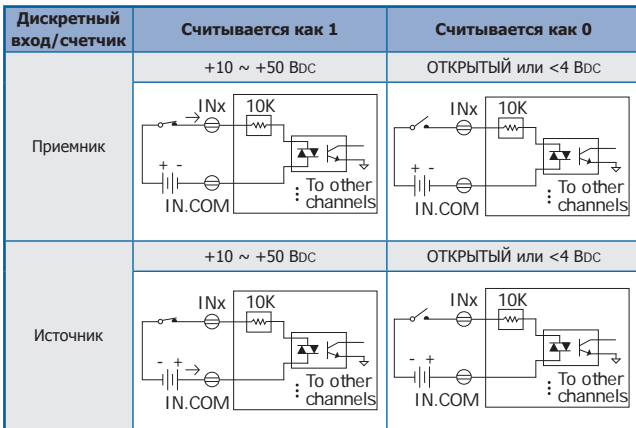 Дискретный
вход/счетчик
Считывается как 1
Считывается как 0
Приемник
+10 ~ +50 BDC
ОТКРЫТЫЙ или <4 BDC
INx
10K
+ -
IN.COM
To other
channels
INx
10K
+ -
IN.COM
To other
channels
Источник
+10 ~ +50 BDC
ОТКРЫТЫЙ или <4 BDC
INx
10K
- +
IN.COM
To other
channels
INx
10K
- +
IN.COM
To other
channels